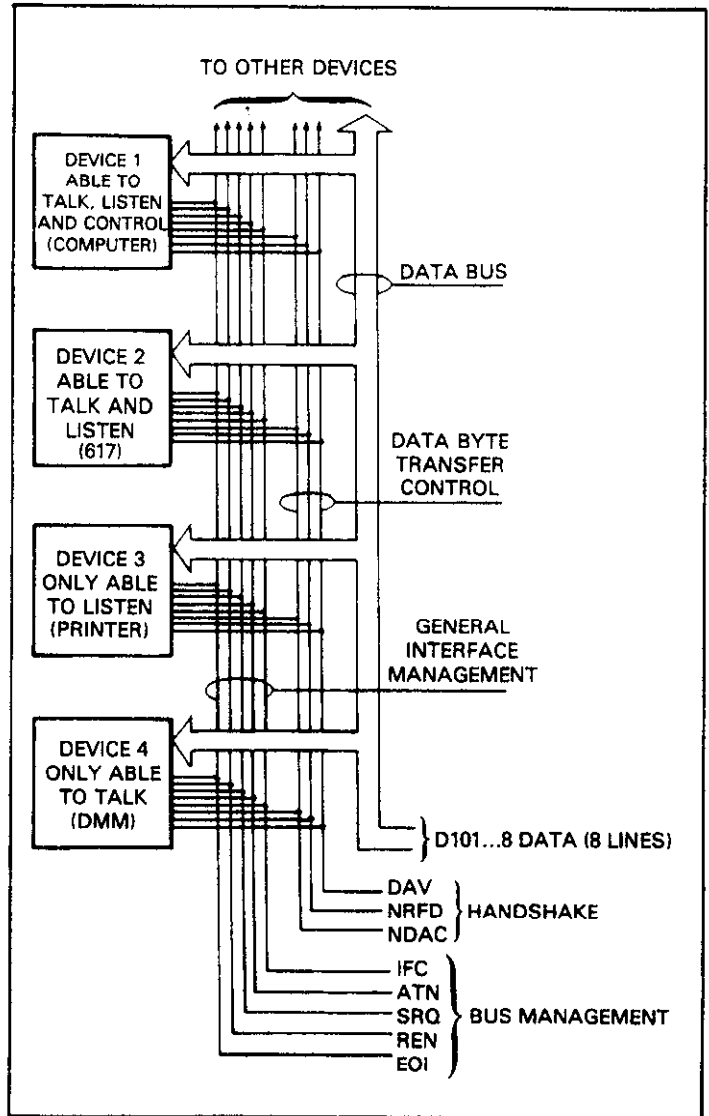 TO OTHER DEVICES
DEVICE 1
ABLE TO
TALK, LISTEN
AND CONTROL
(COMPUTER)
DATA BUS
DEVICE 2
ABLE TO
TALK AND
LISTEN
(617)
DATA BYTE
TRANSFER
CONTROL
DEVICE 3
ONLY ABLE
TO LISTEN
(PRINTER)
GENERAL
INTERFACE
MANAGEMENT
DEVICE 4
ONLY ABLE
TO TALK
(DMM)
D101...8 DATA (8 LINES)
DAV
NRFD
NDAC
HANDSHAKE
IFC
ATN
SRQ
REN
EOI
BUS MANAGEMENT